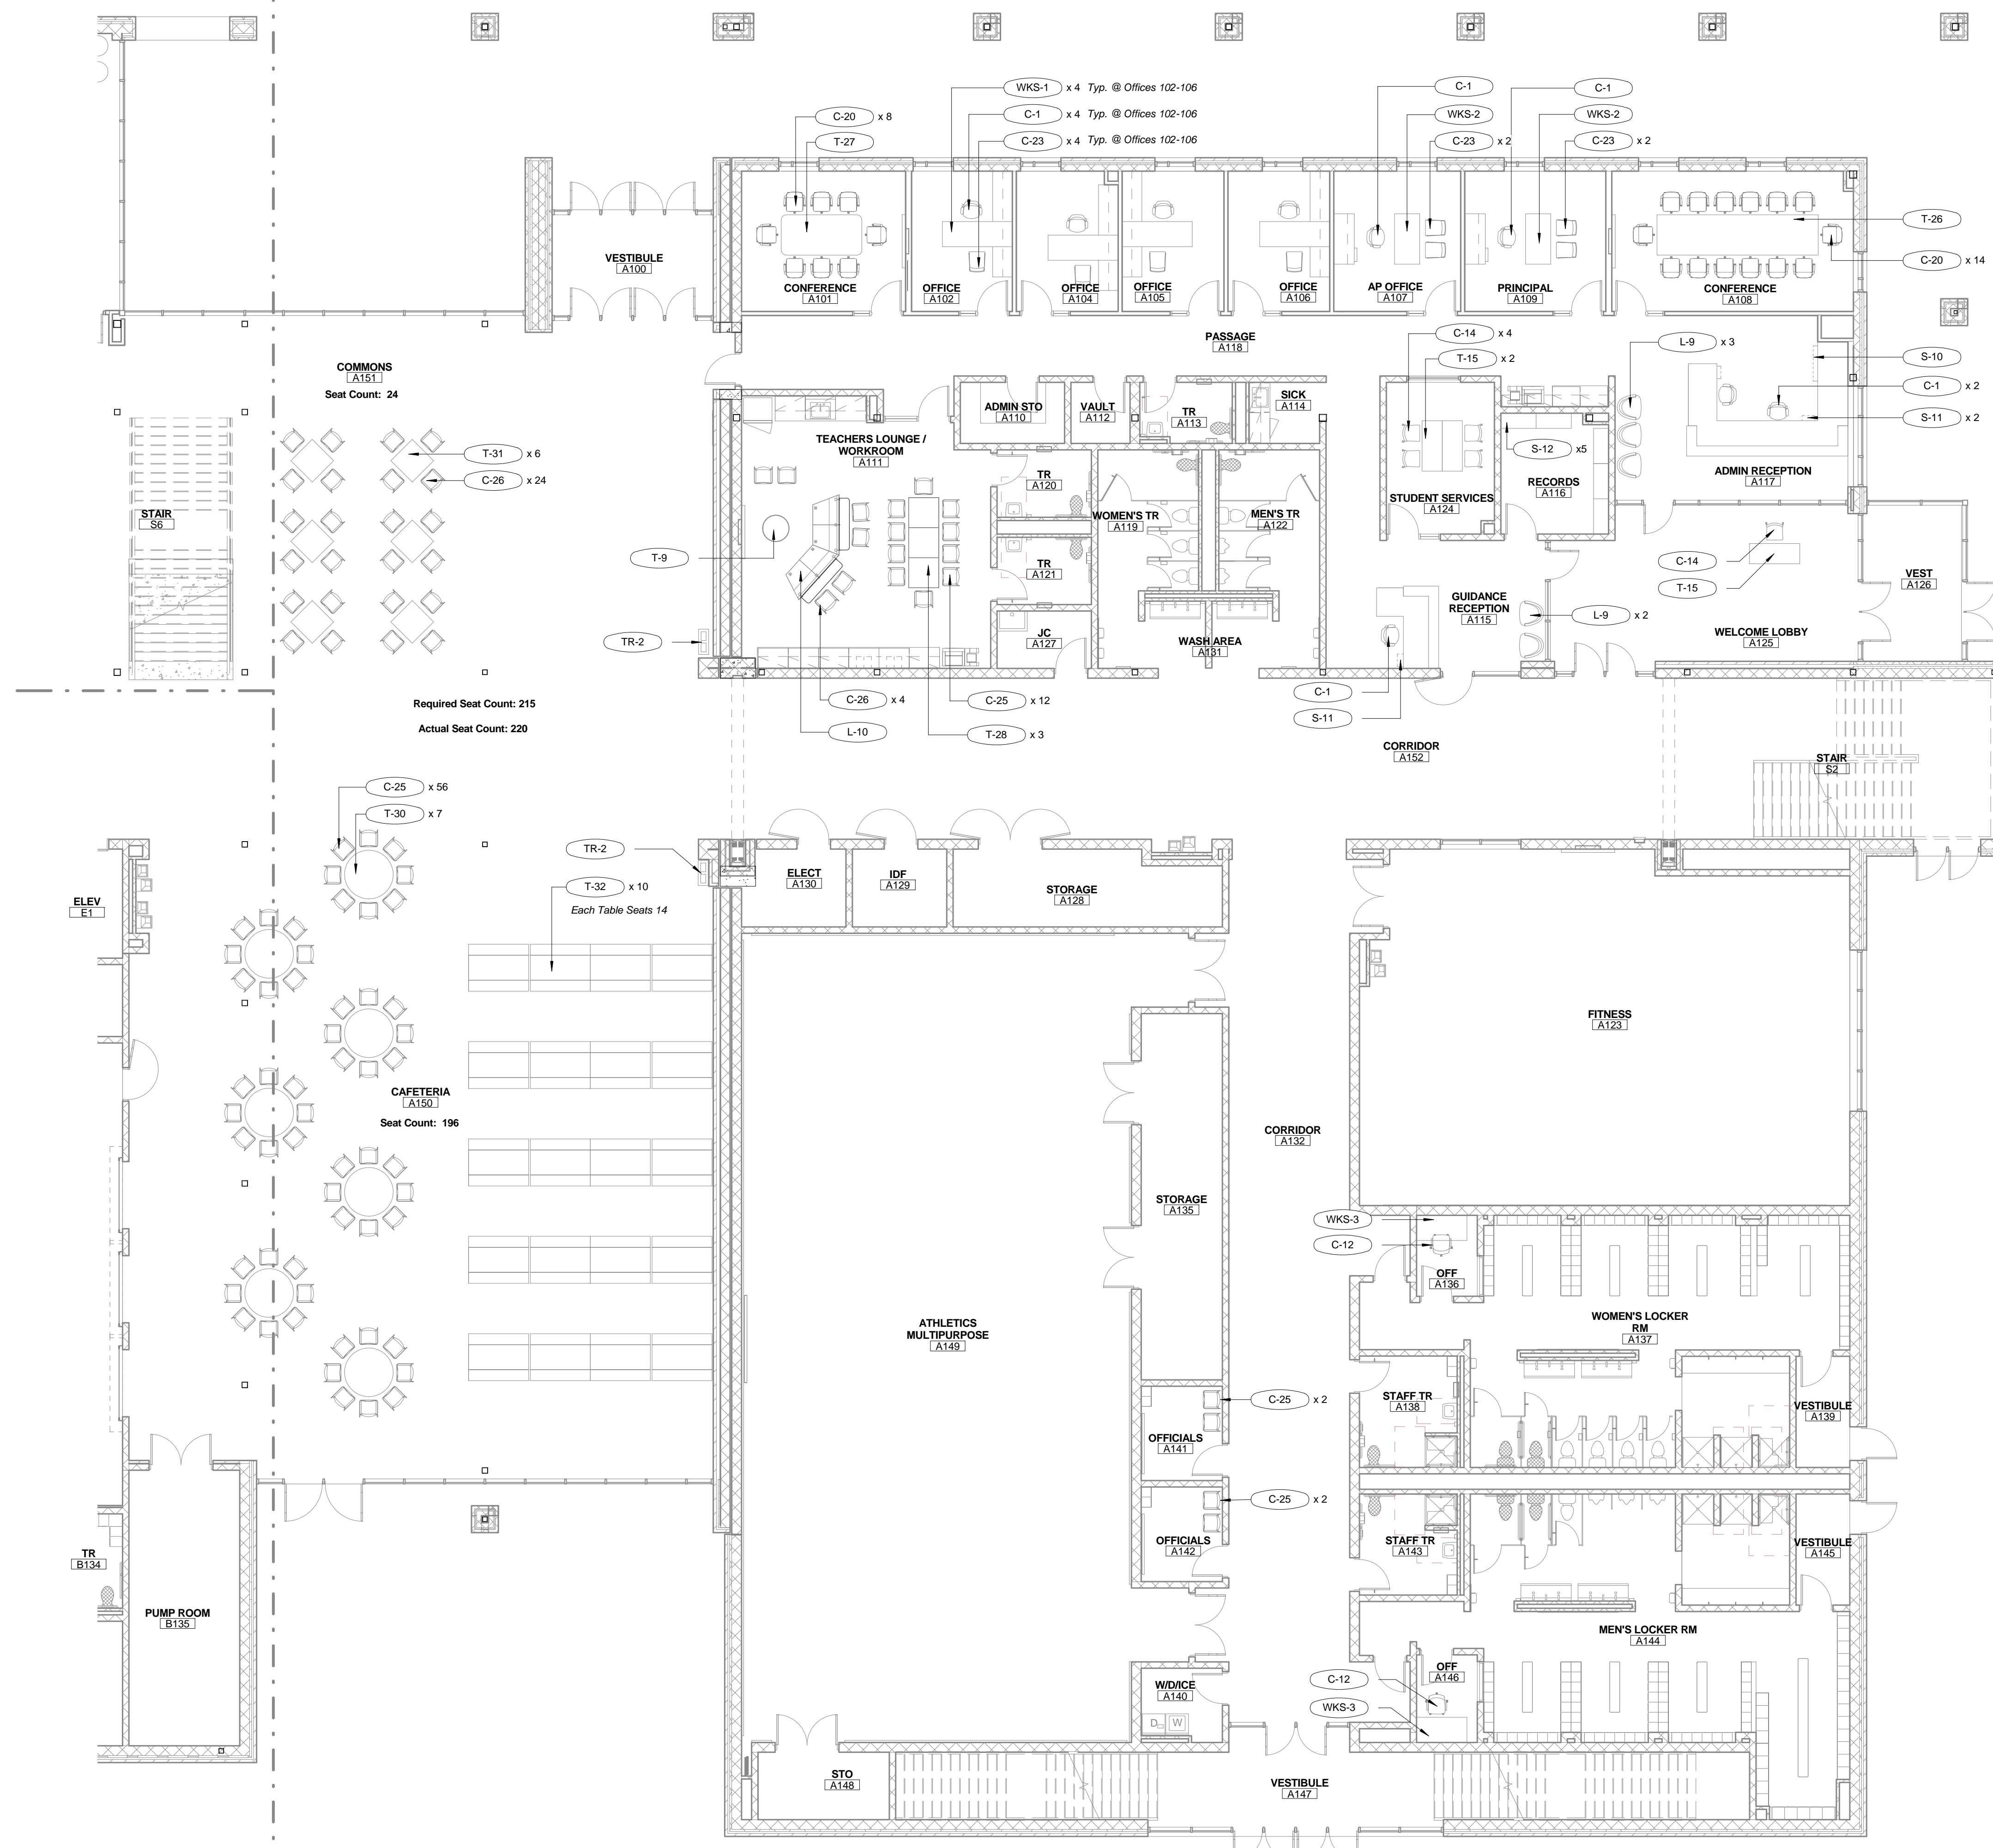 WKS-1 x 4 Typ. @ Offices 102-106
C-1 x 4 Typ. @ Offices 102-106
C-23 x 4 Typ. @ Offices 102-106
C-20 x 8
T-27
C-1
WKS-2
C-23 x 2
C-1
WKS-2
C-23 x 2
T-26
C-20 x 14
VESTIBULE
A100
CONFERENCE
A101
OFFICE
A102
OFFICE
A104
OFFICE
A105
OFFICE
A106
AP OFFICE
A107
PRINCIPAL
A109
CONFERENCE
A108
PASSAGE
A118
C-14 x 4
T-15 x 2
L-9 x 3
S-10
C-1 x 2
S-11 x 2
COMMONS
A151
Seat Count: 24
T-31 x 6
C-26 x 24
STAIR
S6
ADMIN STO
A110
VAULT
A112
TR
A113
SICK
A114
TEACHERS LOUNGE /
WORKROOM
A111
S-12 x5
ADMIN RECEPTION
A117
RECORDS
A116
STUDENT SERVICES
A124
TR
A120
WOMEN'S TR
A119
MEN'S TR
A122
T-9
TR
A121
C-14
T-15
VEST
A126
GUIDANCE
RECEPTION
A115
L-9 x 2
WELCOME LOBBY
A125
TR-2
JC
A127
WASH AREA
A131
C-26 x 4
L-10
C-25 x 12
T-28 x 3
C-1
S-11
Required Seat Count: 215
Actual Seat Count: 220
CORRIDOR
A152
STAIR
S2
C-25 x 56
T-30 x 7
TR-2
T-32 x 10
Each Table Seats 14
ELECT
A130
IDF
A129
STORAGE
A128
ELEV
E1
FITNESS
A123
CAFETERIA
A150
Seat Count: 196
CORRIDOR
A132
STORAGE
A135
WKS-3
C-12
OFF
A136
ATHLETICS
MULTIPURPOSE
A149
WOMEN'S LOCKER
RM
A137
C-25 x 2
STAFF TR
A138
VESTIBULE
A139
OFFICIALS
A141
C-25 x 2
OFFICIALS
A142
STAFF TR
A143
VESTIBULE
A145
TR
B134
PUMP ROOM
B135
MEN'S LOCKER RM
A144
W/D/ICE
A140
D W
C-12
WKS-3
OFF
A146
STO
A148
VESTIBULE
A147